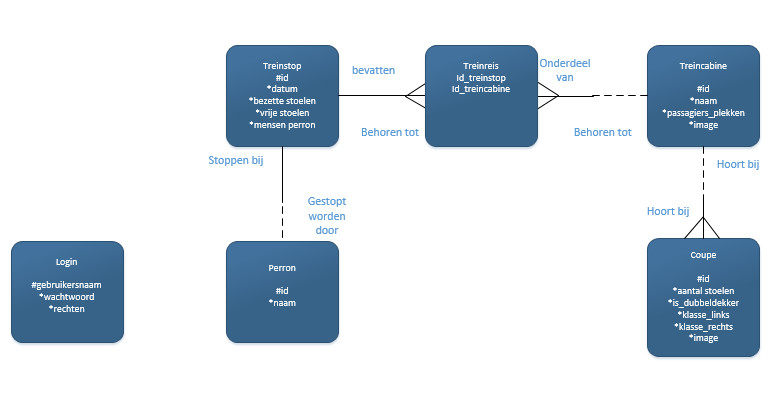 Treinstop
#id
*datum
*bezette stoelen
*vrije stoelen
*mensen perron
bevatten
Behoren tot
Treinreis
Id_treinstop
Id_treincabine
Onderdeel
van
Behoren tot
Treincabine
#id
*naam
*passagiers_plekken
*image
Stoppen bij
Gestopt
worden
door
Hoort bij
Hoort bij
Login
#gebruikersnaam
*wachtwoord
*rechten
Perron
#id
*naam
Coupe
#id
*aantal stoelen
*is_dubbeldekker
*klasse_links
*klasse_rechts
*image